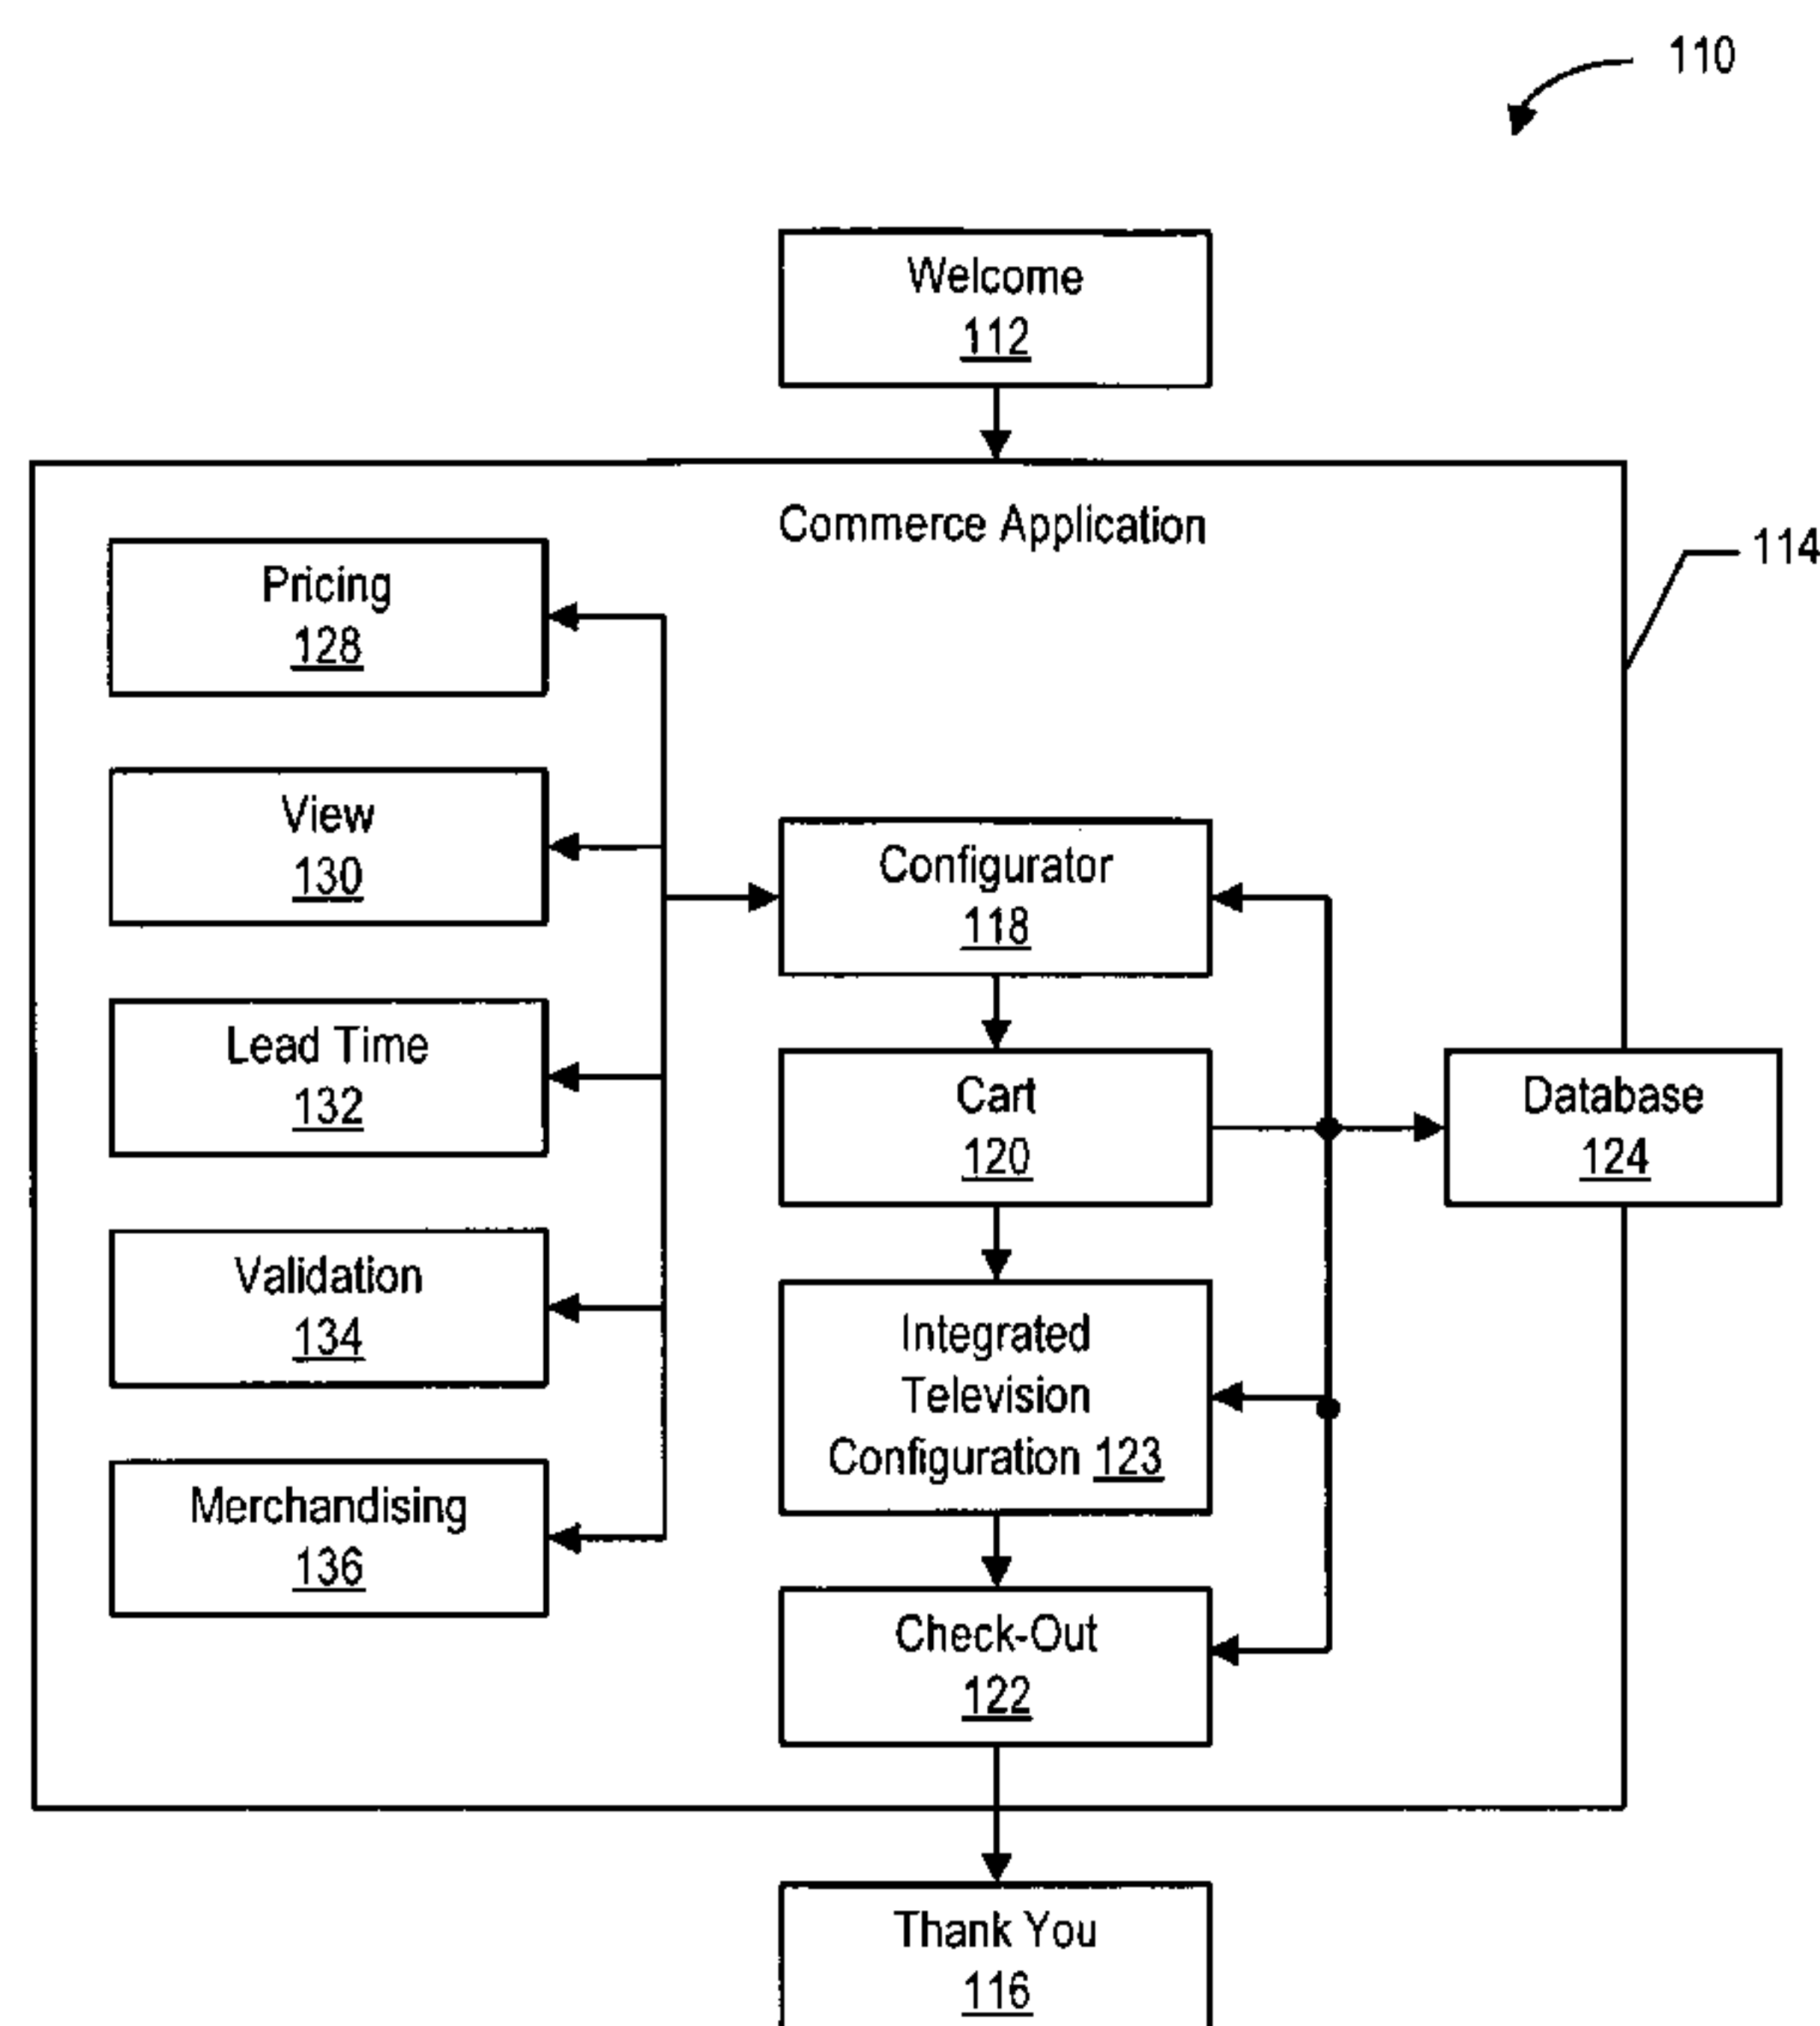 110
Welcome
112
Commerce Application
114
Pricing
128
View
130
Lead Time
132
Validation
134
Merchandising
136
Configurator
118
Cart
120
Integrated
Television
Configuration 123
Check-Out
122
Database
124
Thank You
116